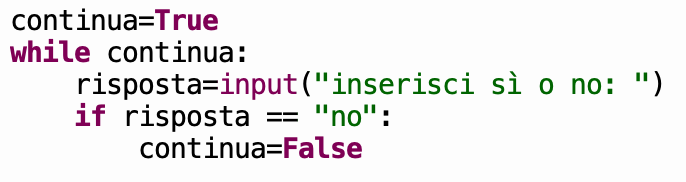 continua=True
while continua:
    risposta=input("inserisci sì o no: ")
    if risposta == "no":
        continua=False